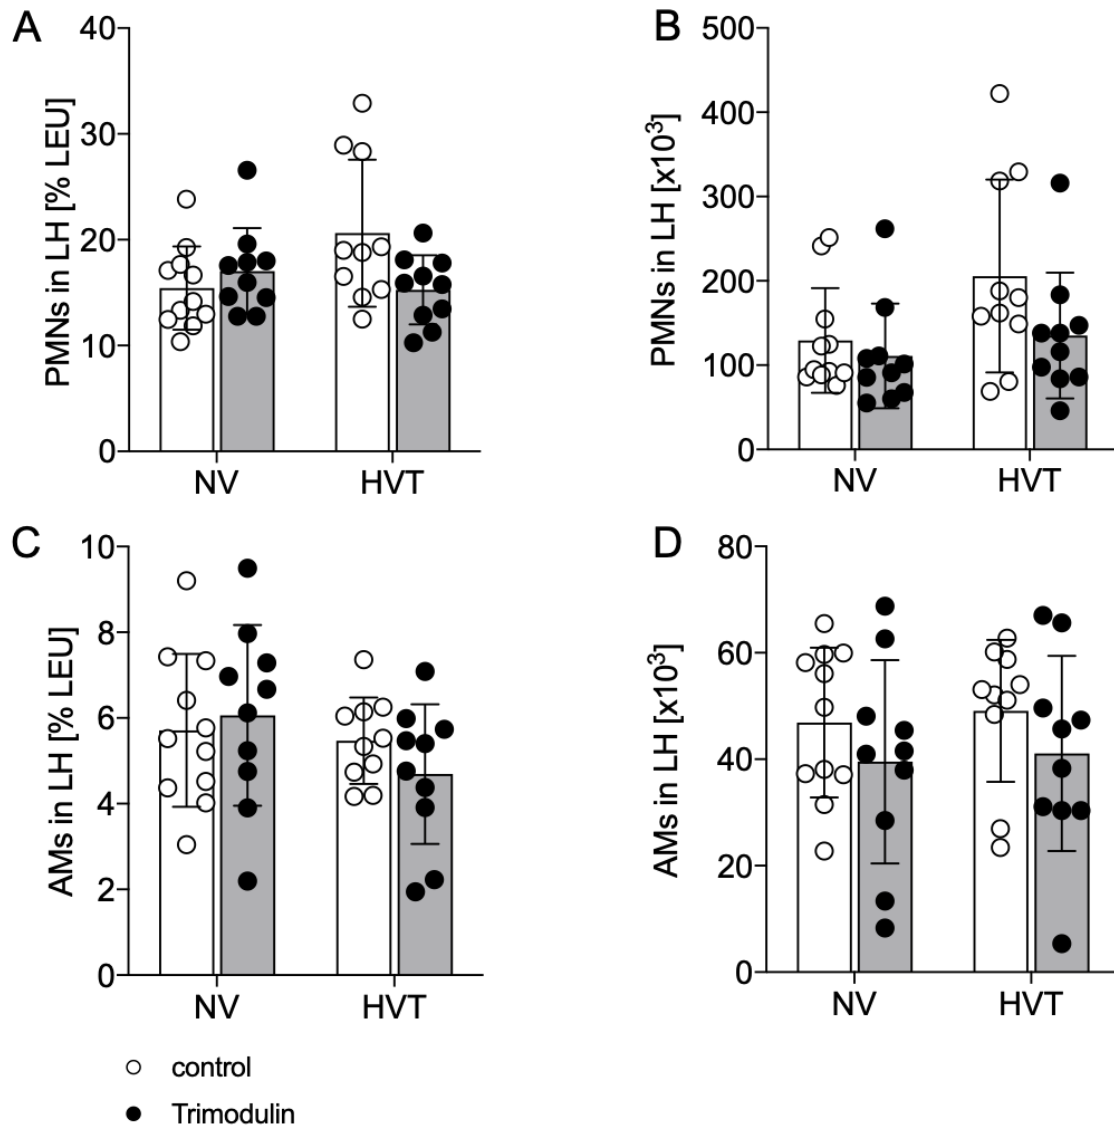 A
PMNs in LH [% LEU]
40
30
20
10
0
NV HVT
B
PMNs in LH [x10³]
500
400
300
200
100
0
NV HVT
C
AMs in LH [% LEU]
10
8
6
4
2
0
NV HVT
D
AMs in LH [x10³]
80
60
40
20
0
NV HVT
control
Trimodulin